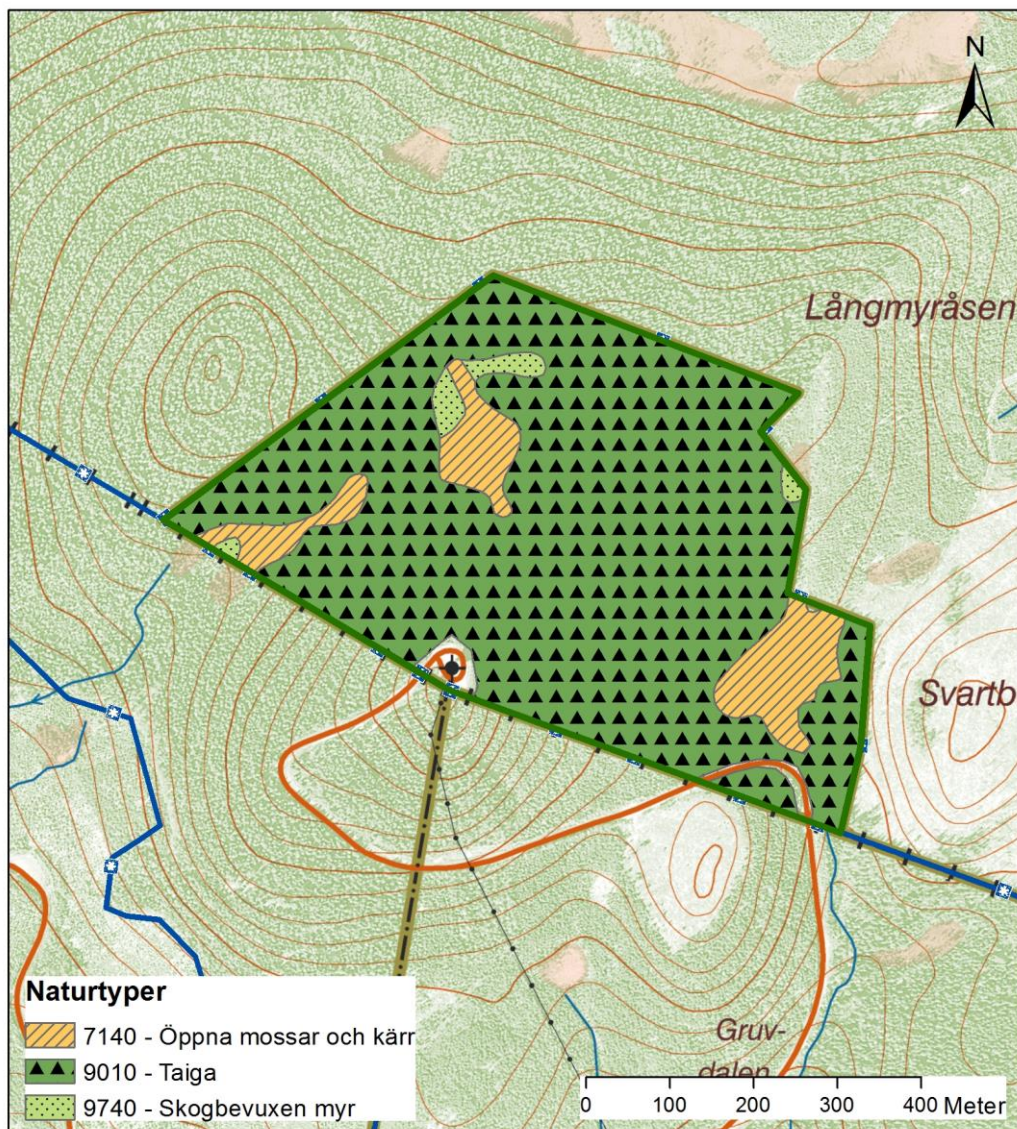 N
Långmyråsen
Svartb
Gruv-
dalen
Naturtyper
7140 - Öppna mossar och kärr
9010 - Taiga
9740 - Skogbevuxen myr
0 100 200 300 400 Meter